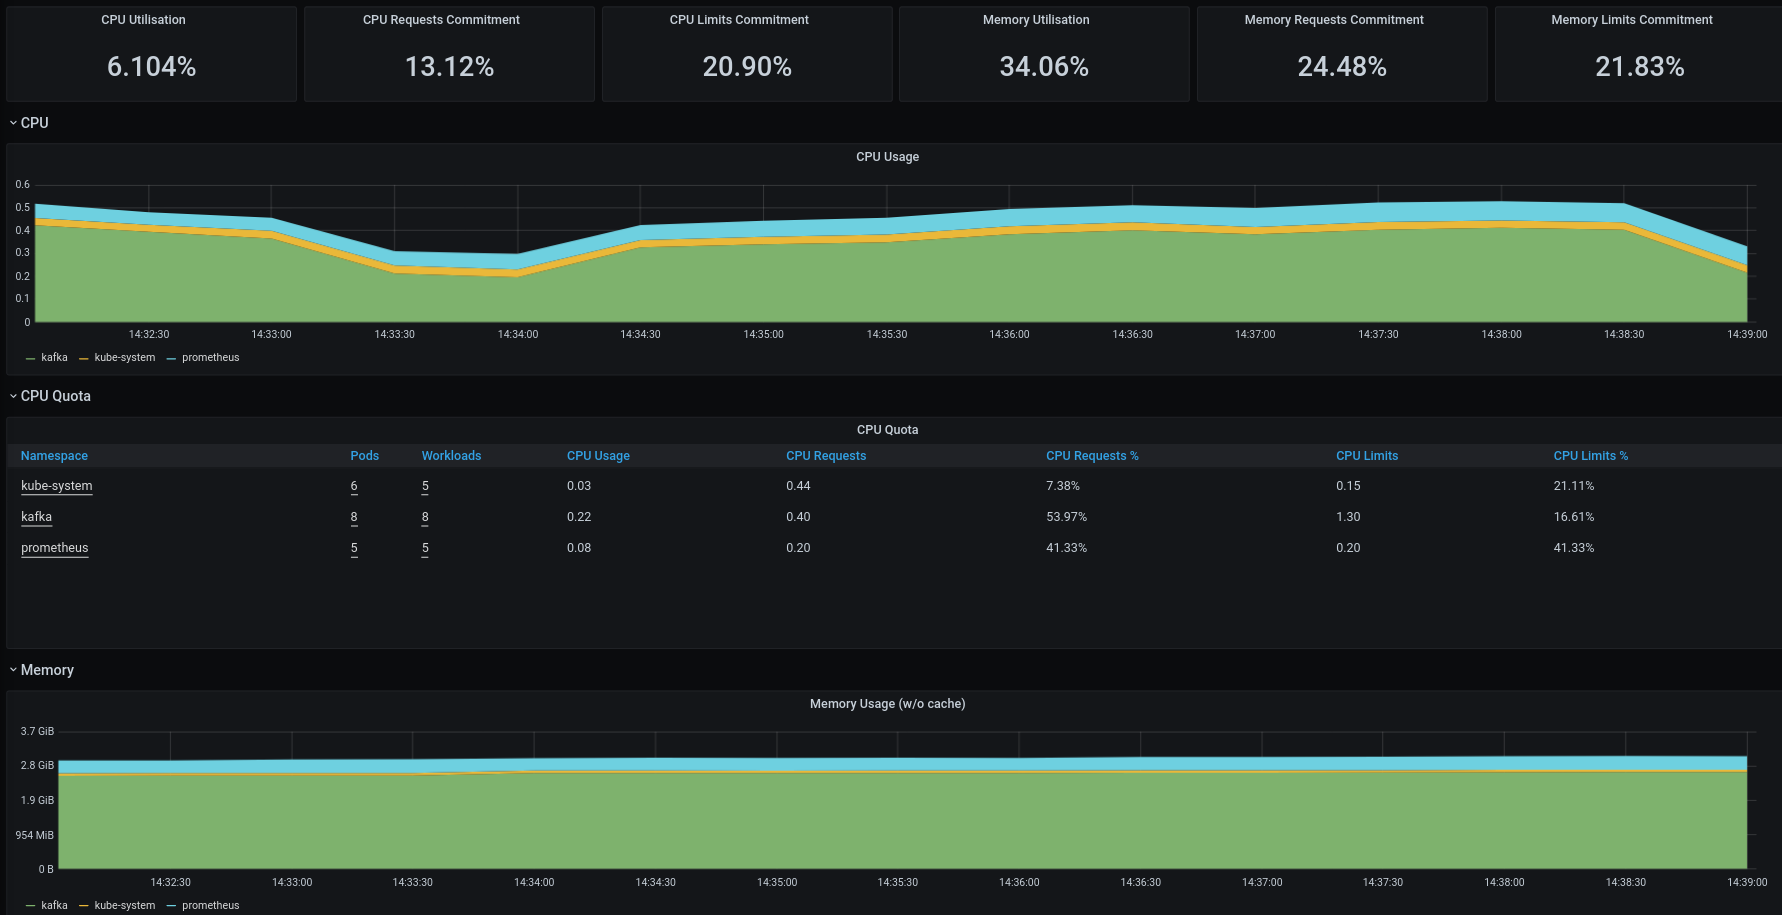 CPU Utilisation CPU Requests Commitment CPU Limits Commitment Memory Utilisation Memory Requests Commitment Memory Limits Commitment
6.104% 13.12% 20.90% 34.06% 24.48% 21.83%
CPU
CPU Usage
0.6
0.5
0.4
0.3
0.2
0.1
0
14:32:30 14:33:00 14:33:30 14:34:00 14:34:30 14:35:00 14:35:30 14:36:00 14:36:30 14:37:00 14:37:30 14:38:00 14:38:30 14:39:00
kafka kube-system prometheus
CPU Quota
CPU Quota
Namespace Pods Workloads CPU Usage CPU Requests CPU Requests % CPU Limits CPU Limits %
kube-system 6 5 0.03 0.44 7.38% 0.15 21.11%
kafka 8 8 0.22 0.40 53.97% 1.30 16.61%
prometheus 5 5 0.08 0.20 41.33% 0.20 41.33%
Memory
Memory Usage (w/o cache)
3.7 GiB
2.8 GiB
1.9 GiB
954 MiB
0 B
14:32:30 14:33:00 14:33:30 14:34:00 14:34:30 14:35:00 14:35:30 14:36:00 14:36:30 14:37:00 14:37:30 14:38:00 14:38:30 14:39:00
kafka kube-system prometheus